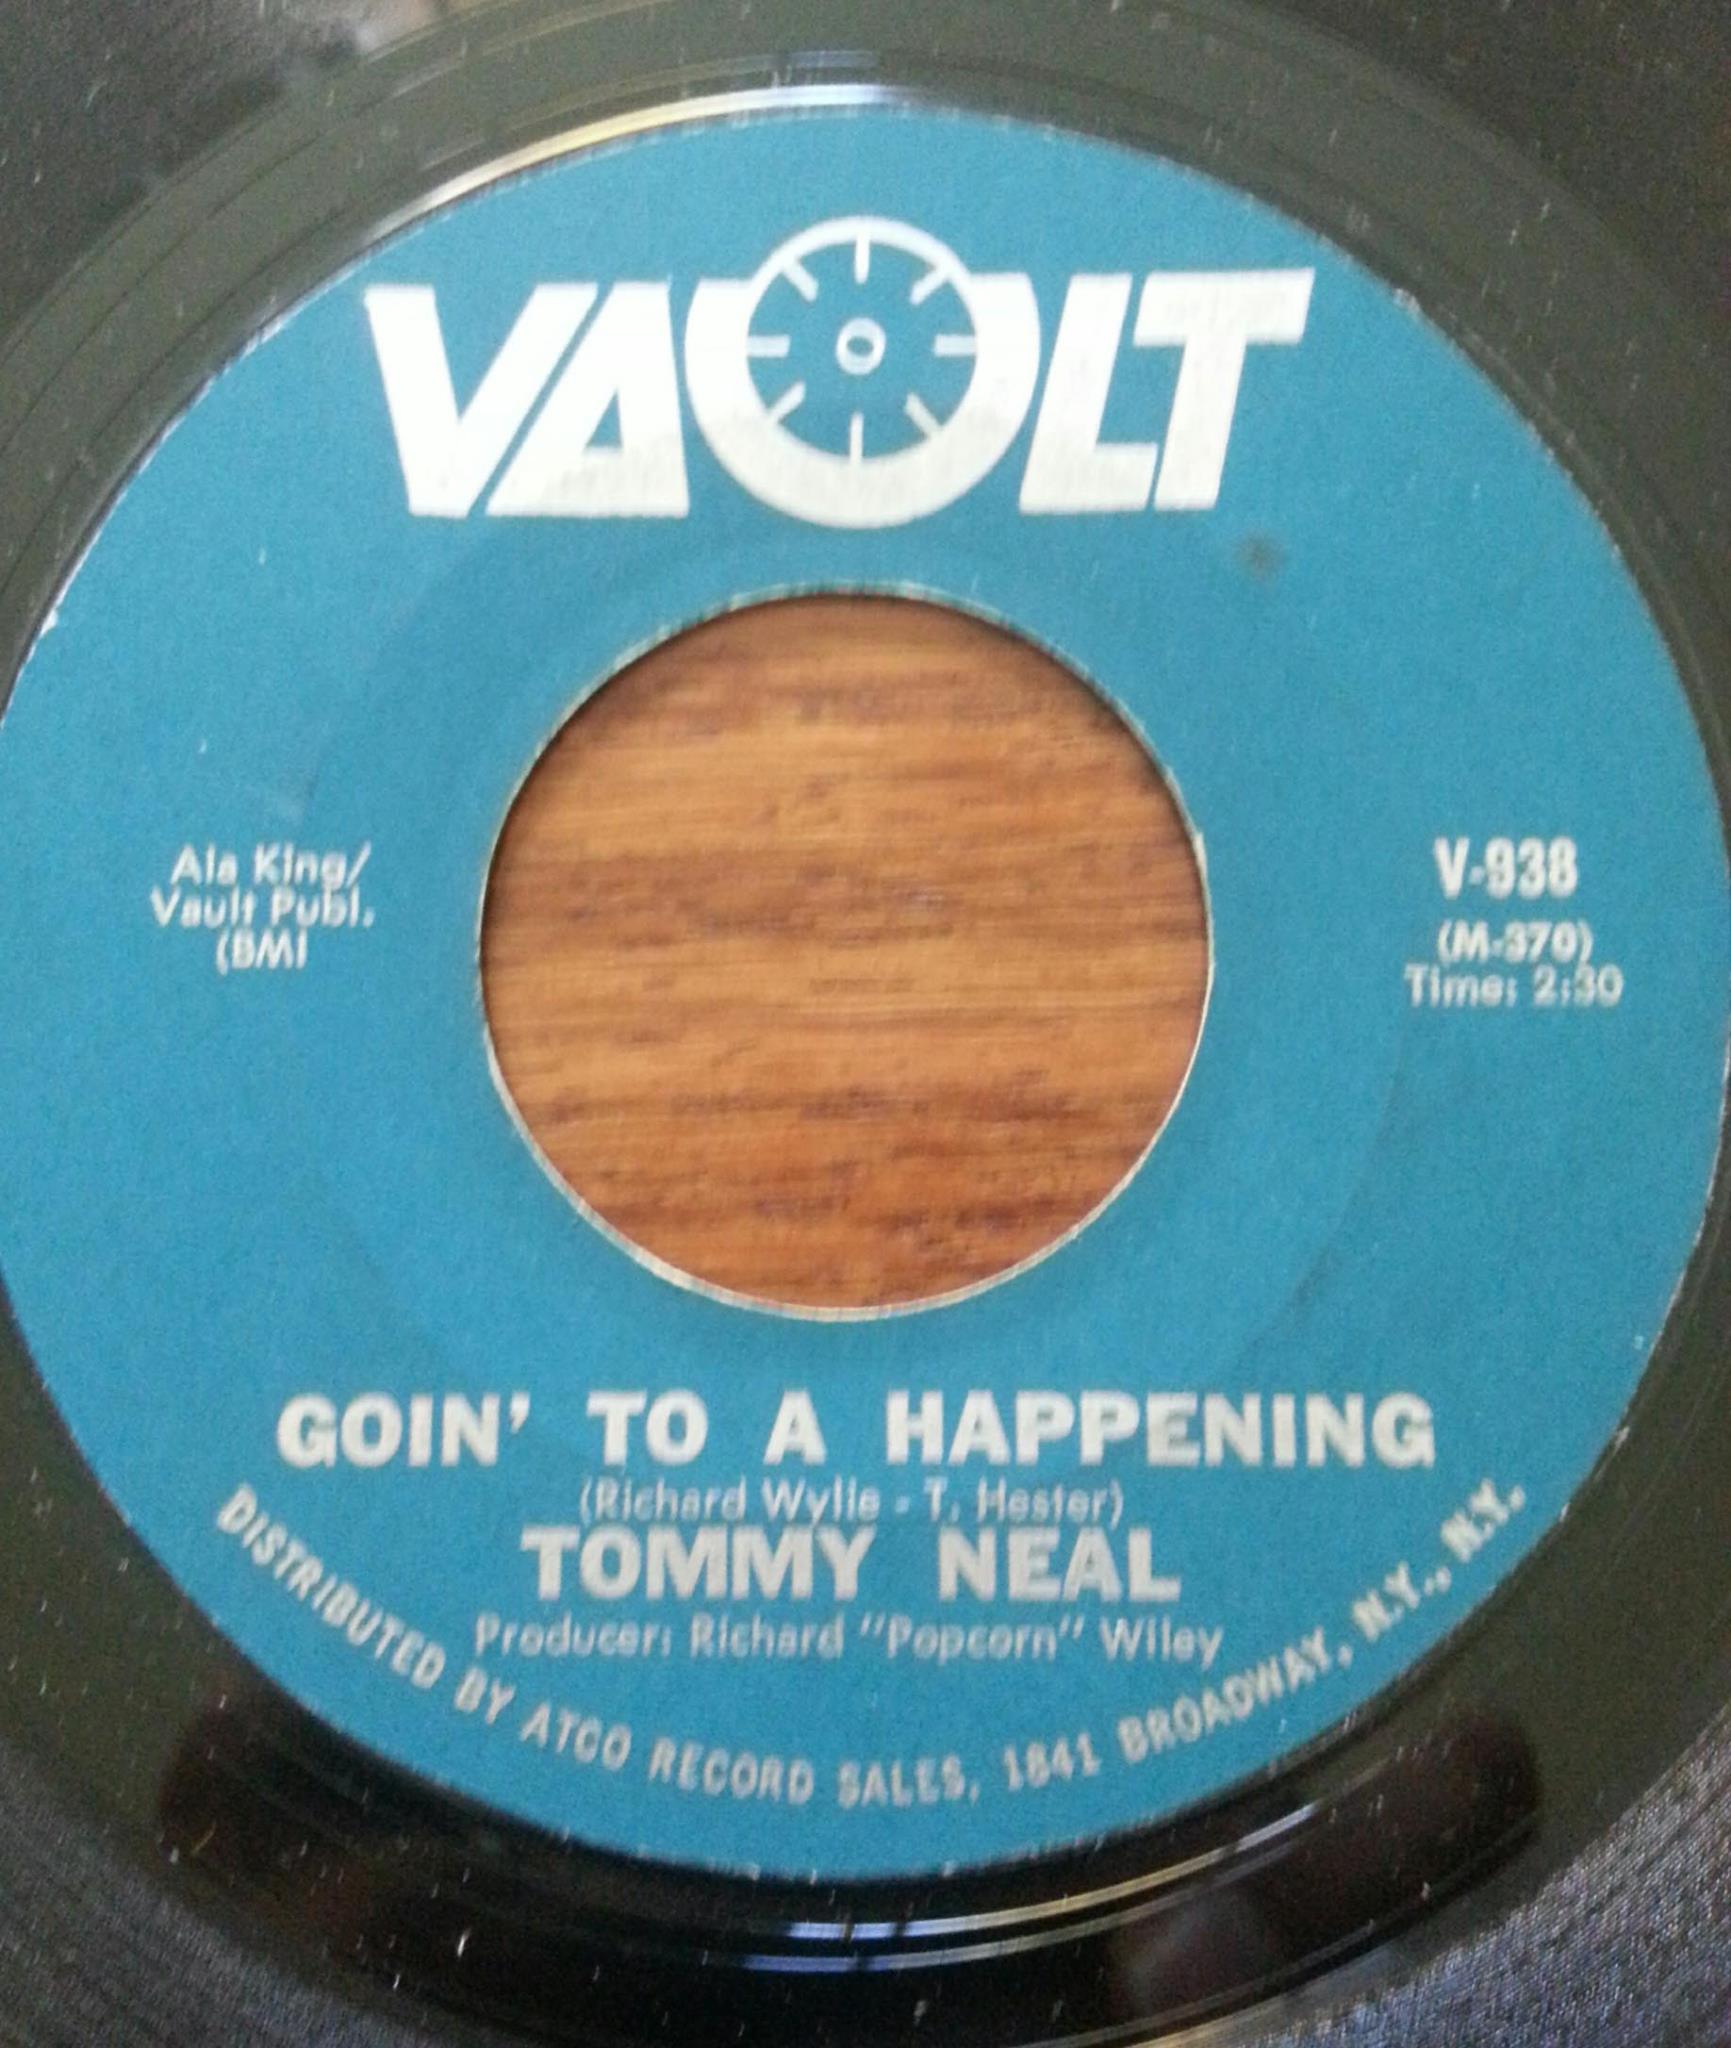 VAULT
Ala King/
Vault Publ.
(BMI
V-938
(M-370)
Time: 2:30
GOIN' TO A HAPPENING
(Richard Wylie - T. Hester)
TOMMY NEAL
Producer: Richard "Popcorn" Wiley
DISTRIBUTED BY ATCO RECORD SALES, 1841 BROADWAY, N.Y., N.Y.